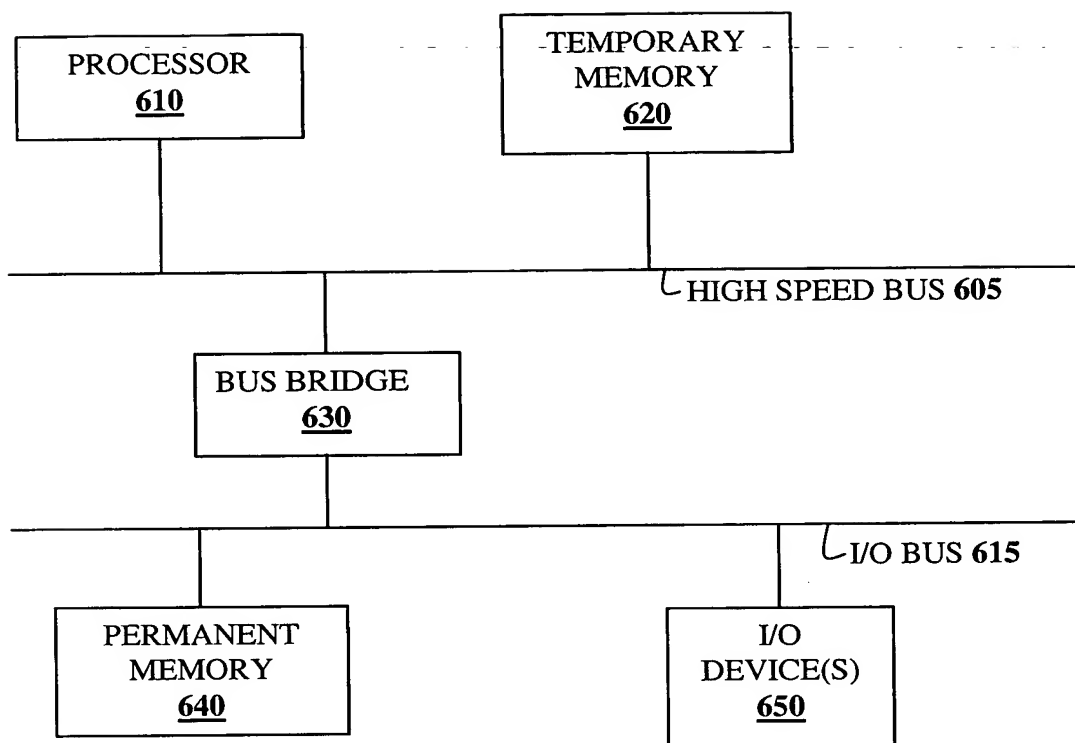 PROCESSOR
610
TEMPORARY
MEMORY
620
HIGH SPEED BUS 605
BUS BRIDGE
630
I/O BUS 615
PERMANENT
MEMORY
640
I/O
DEVICE(S)
650